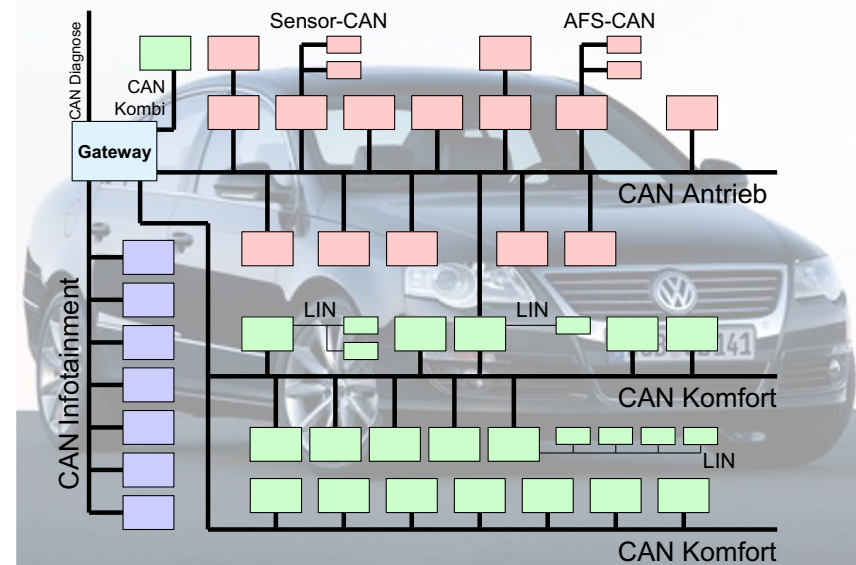 Sensor-CAN
AFS-CAN
CAN Diagnose
CAN
Kombi
Gateway
CAN Antrieb
CAN Infotainment
LIN
LIN
CAN Komfort
LIN
CAN Komfort